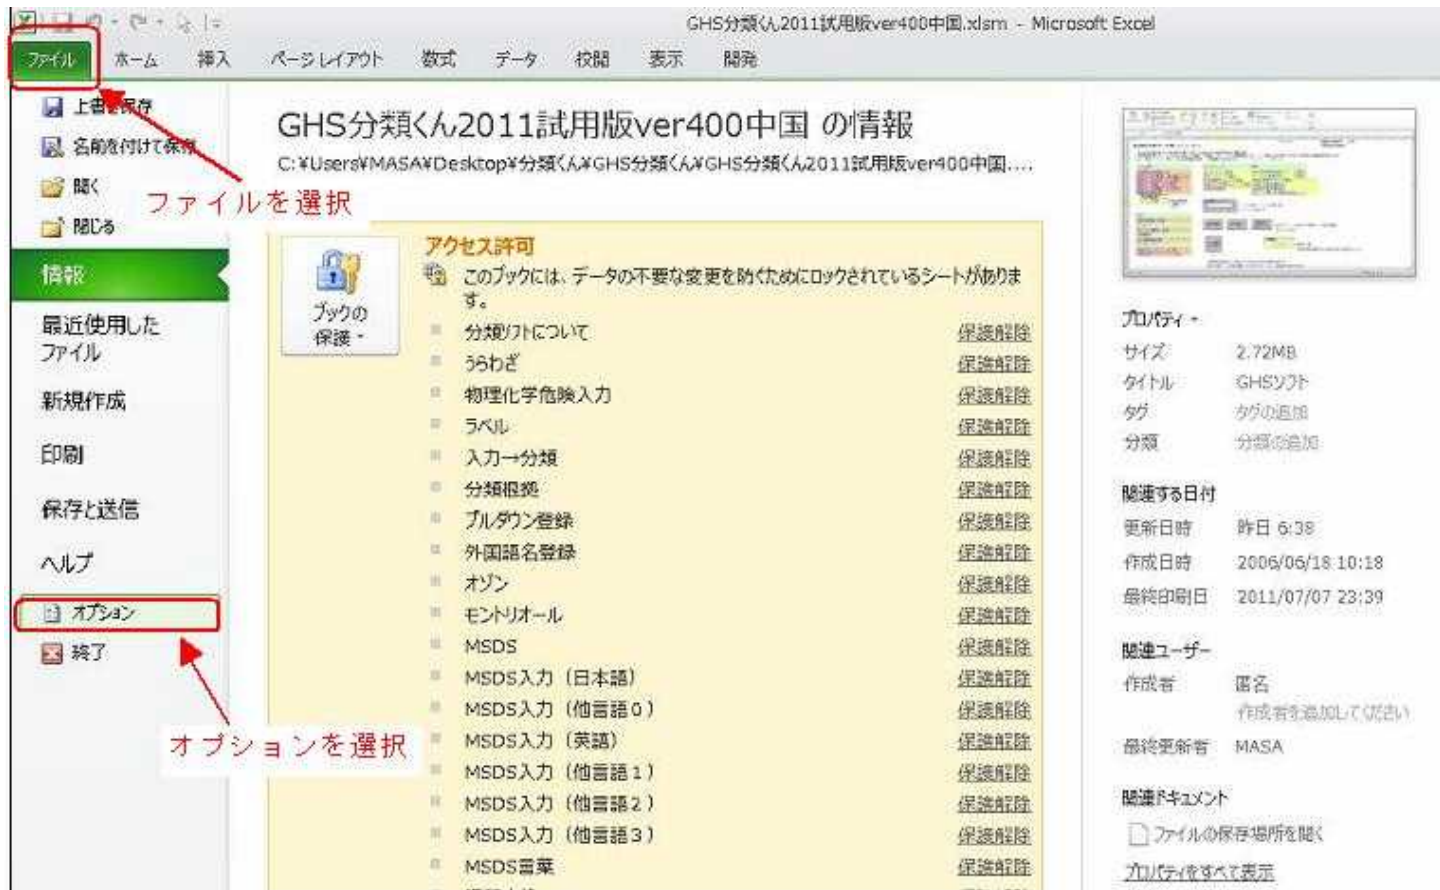 GHS分類くん2011試用版ver400中国.xlsm - Microsoft Excel
ファイル ホーム 挿入 ページ レイアウト 数式 データ 校閲 表示 開発
上書き保存
名前を付けて保存
開く
閉じる
情報
最近使用した
ファイル
新規作成
印刷
保存と送信
ヘルプ
オプション
終了
ファイルを選択
オプションを選択
GHS分類くん2011試用版ver400中国 の情報
C:¥Users¥MASA¥Desktop¥分類くん¥GHS分類くん¥GHS分類くん2011試用版ver400中国....
ブックの
保護
アクセス許可
このブックには、データの不要な変更を防ぐためにロックされているシートがありま
す。
分類ソフトについて 保護解除
うらわざ 保護解除
物理化学危険入力 保護解除
ラベル 保護解除
入力→分類 保護解除
分類根拠 保護解除
プルダウン登録 保護解除
外国語名登録 保護解除
オゾン 保護解除
モントリオール 保護解除
MSDS 保護解除
MSDS入力（日本語） 保護解除
MSDS入力（他言語０） 保護解除
MSDS入力（英語） 保護解除
MSDS入力（他言語１） 保護解除
MSDS入力（他言語２） 保護解除
MSDS入力（他言語３） 保護解除
MSDS言葉 保護解除
プロパティ
サイズ 2.72MB
タイトル GHSソフト
タグ タグの追加
分類 分類の追加
関連する日付
更新日時 昨日 6:38
作成日時 2006/06/18 10:18
最終印刷日 2011/07/07 23:39
関連ユーザー
作成者 匿名
作成者を追加してください
最終更新者 MASA
関連ドキュメント
ファイルの保存場所を開く
プロパティをすべて表示